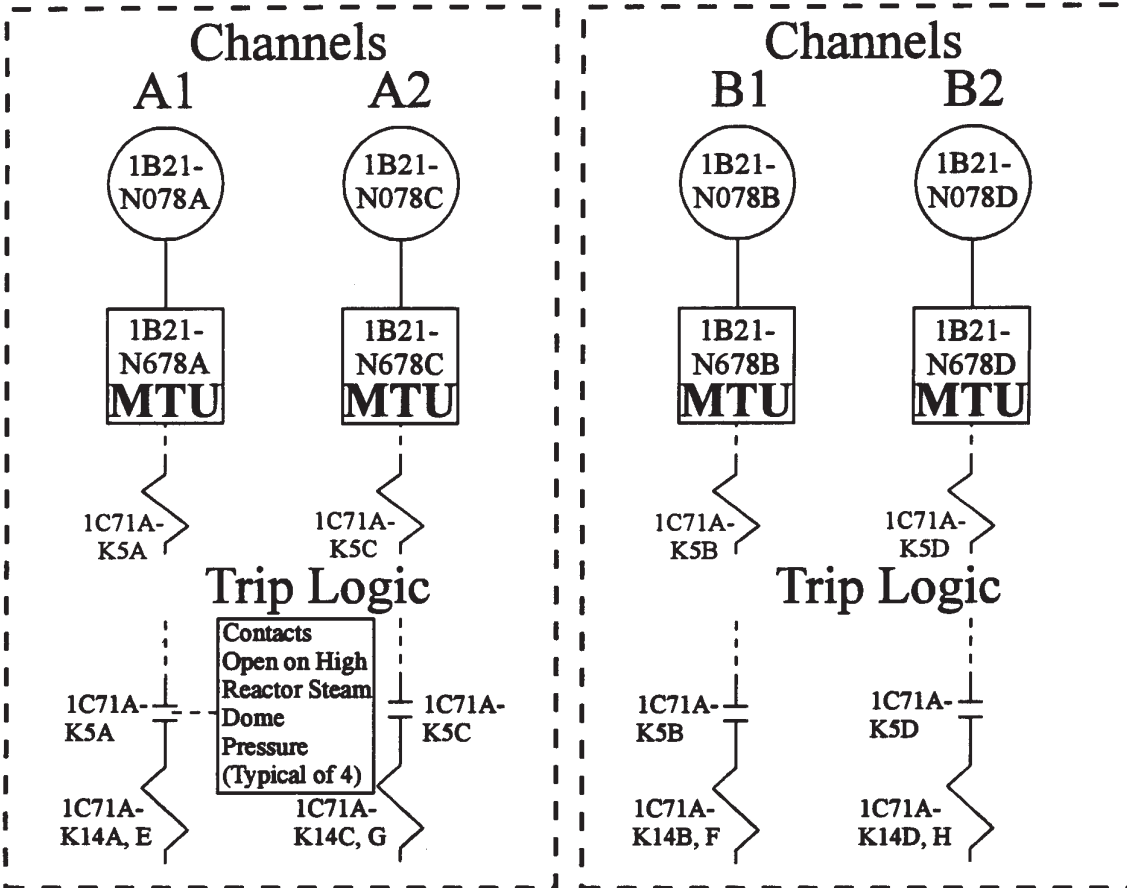 Channels
A1 A2
1B21-
N078A
1B21-
N078C
1B21-
N678A
MTU
1B21-
N678C
MTU
1C71A-
K5A
1C71A-
K5C
Trip Logic
Contacts
Open on High
Reactor Steam
Dome
Pressure
(Typical of 4)
1C71A-
K5A
1C71A-
K5C
1C71A-
K14A, E
1C71A-
K14C, G
Channels
B1 B2
1B21-
N078B
1B21-
N078D
1B21-
N678B
MTU
1B21-
N678D
MTU
1C71A-
K5B
1C71A-
K5D
Trip Logic
1C71A-
K5B
1C71A-
K5D
1C71A-
K14B, F
1C71A-
K14D, H